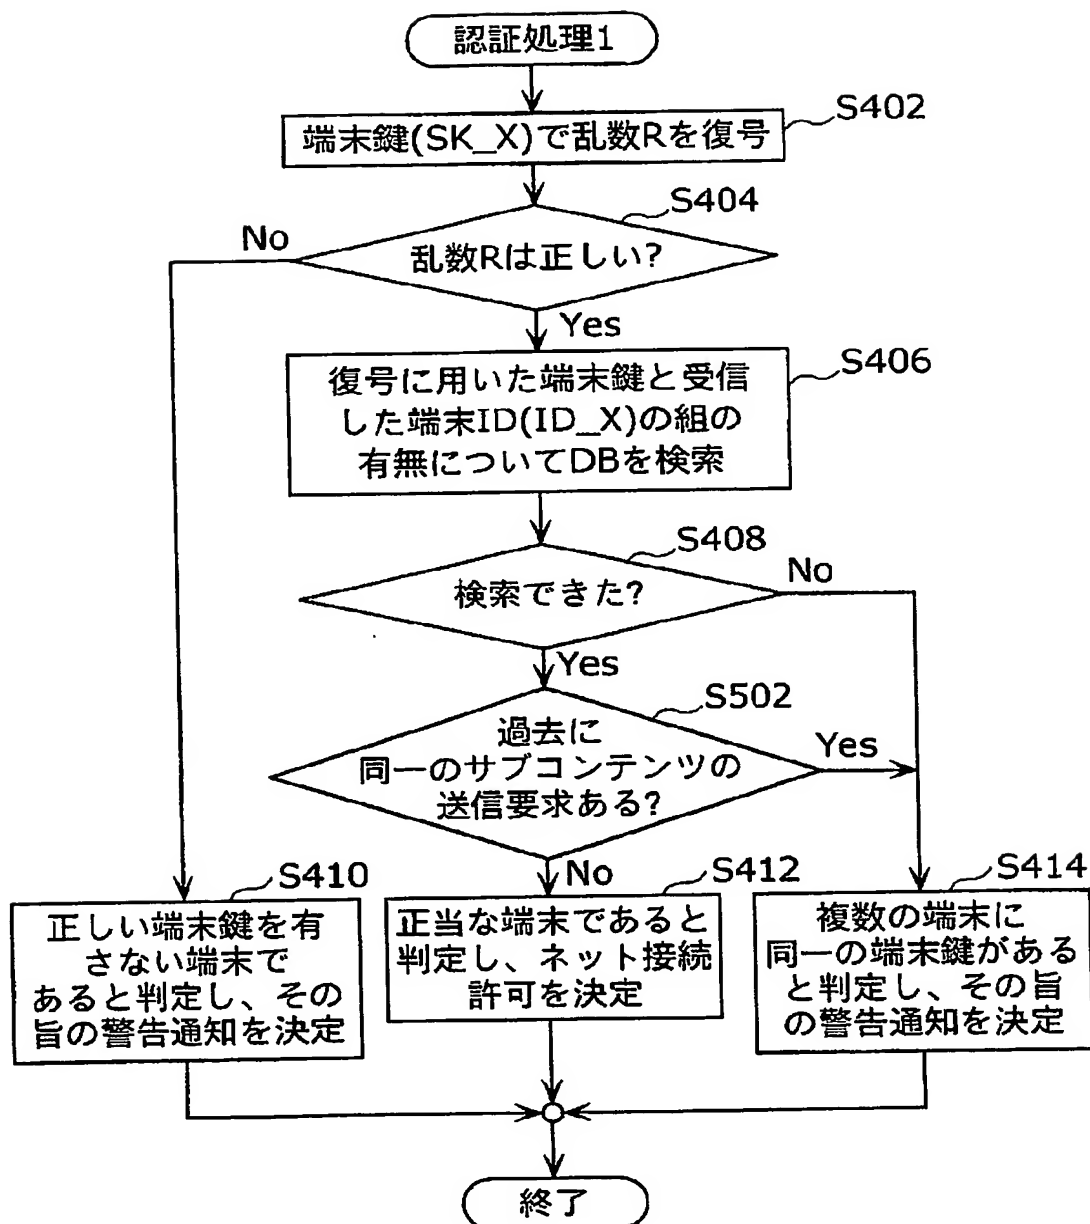 認証処理1
S402
端末鍵(SK_X)で乱数Rを復号
S404
No
乱数Rは正しい?
Yes
S406
復号に用いた端末鍵と受信
した端末ID(ID_X)の組の
有無についてDBを検索
S408
No
検索できた?
Yes
S502
過去に
同一のサブコンテンツの
送信要求ある?
Yes
No
S410
正しい端末鍵を有
さない端末で
あると判定し、その
旨の警告通知を決定
S412
正当な端末であると
判定し、ネット接続
許可を決定
S414
複数の端末に
同一の端末鍵がある
と判定し、その旨
の警告通知を決定
終了